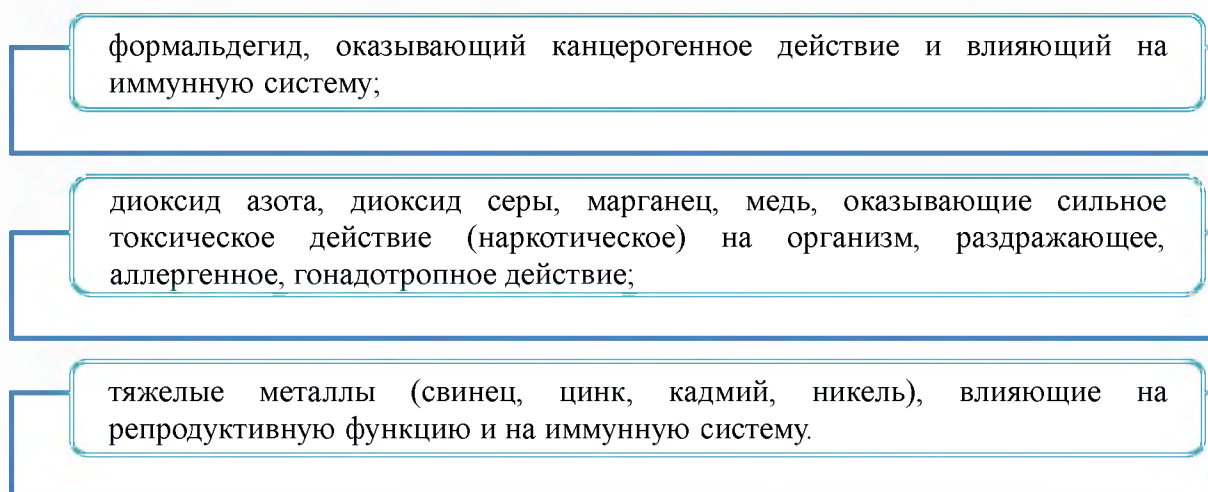 формальдегид, оказывающий канцерогенное действие и влияющий на
иммунную систему;
диоксид азота, диоксид серы, марганец, медь, оказывающие сильное
токсическое действие (наркотическое) на организм, раздражающее,
аллергенное, гонадотропное действие;
тяжелые металлы (свинец, цинк, кадмий, никель), влияющие на
репродуктивную функцию и на иммунную систему.